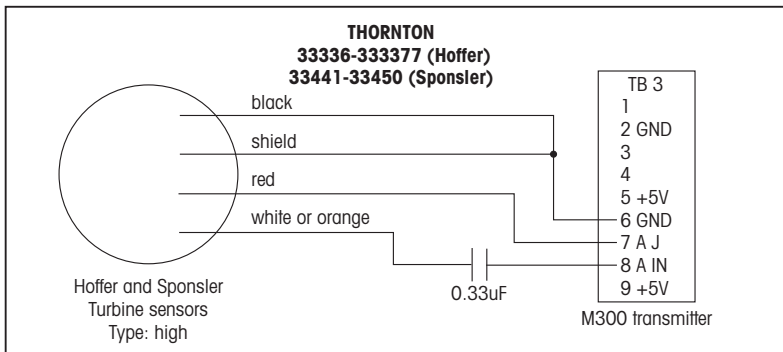 THORNTON
33336-333377 (Hoffer)
33441-33450 (Sponsler)
black
shield
red
white or orange
0.33uF
Hoffer and Sponsler
Turbine sensors
Type: high
TB 3
1
2 GND
3
4
5 +5V
6 GND
7 A J
8 A IN
9 +5V
M300 transmitter